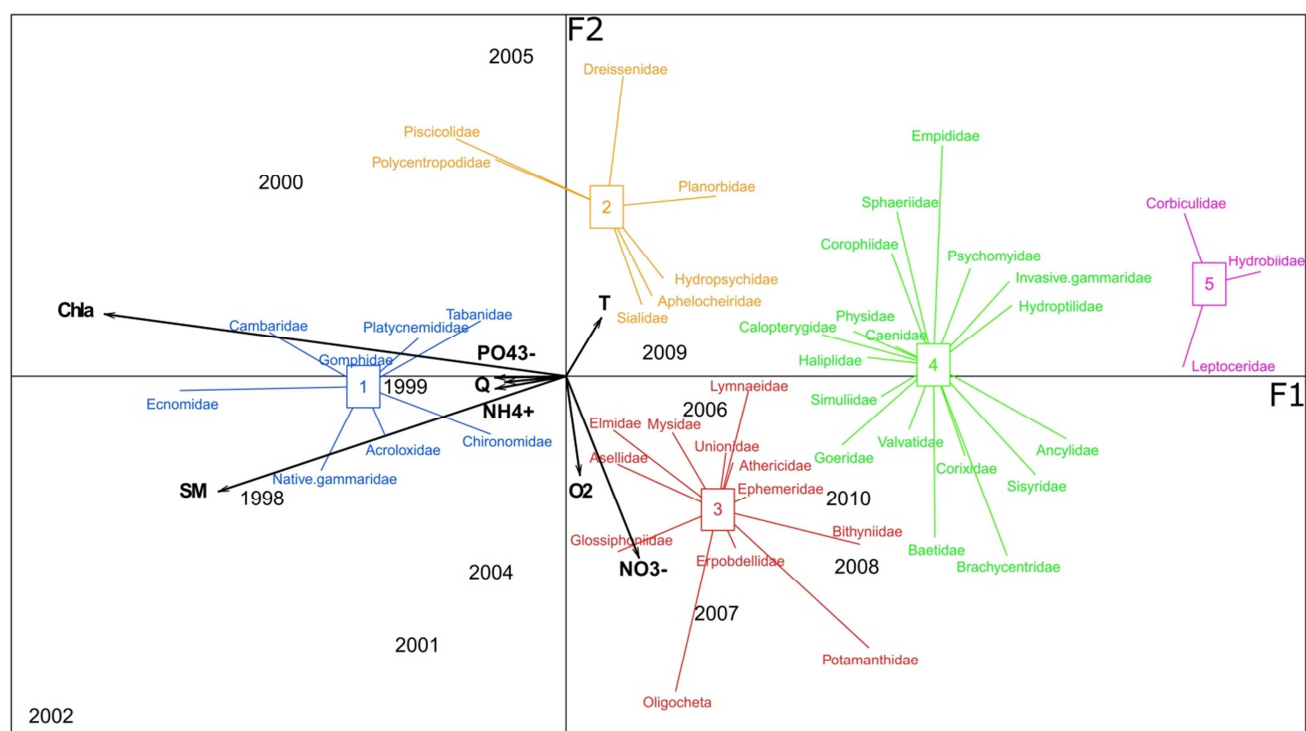 F2
2005
Dreissenidae
Piscicolidae
Empididae
Polycentropodidae
2000
Planorbidae
2
Sphaeriidae
Corbiculidae
Corophiidae
Psychomyidae
Hydrobiidae
Hydropsychidae
Invasive.gammaridae
5
Aphelocheiridae
T
Hydroptilidae
Chla
Tabanidae
Sialidae
Physidae
Cambaridae
Platycnemididae
Calopterygidae
Caenidae
PO43-
2009
Gomphidae
Haliplidae
4
Leptoceridae
1
1999
Q
Lymnaeidae
F1
Ecnomidae
NH4+
2006
Simuliidae
Elmidae
Mysidae
Chironomidae
Valvatidae
Acroloxidae
Unionidae
Goeridae
Ancylidae
Asellidae
Athericidae
Corixidae
Native.gammaridae
O2
Ephemeridae
Sisyridae
SM
1998
2010
3
Bithyniidae
Glossiphoniidae
Baetidae
Erpobdellidae
Brachycentridae
NO3-
2008
2004
2007
2001
Potamanthidae
Oligocheta
2002